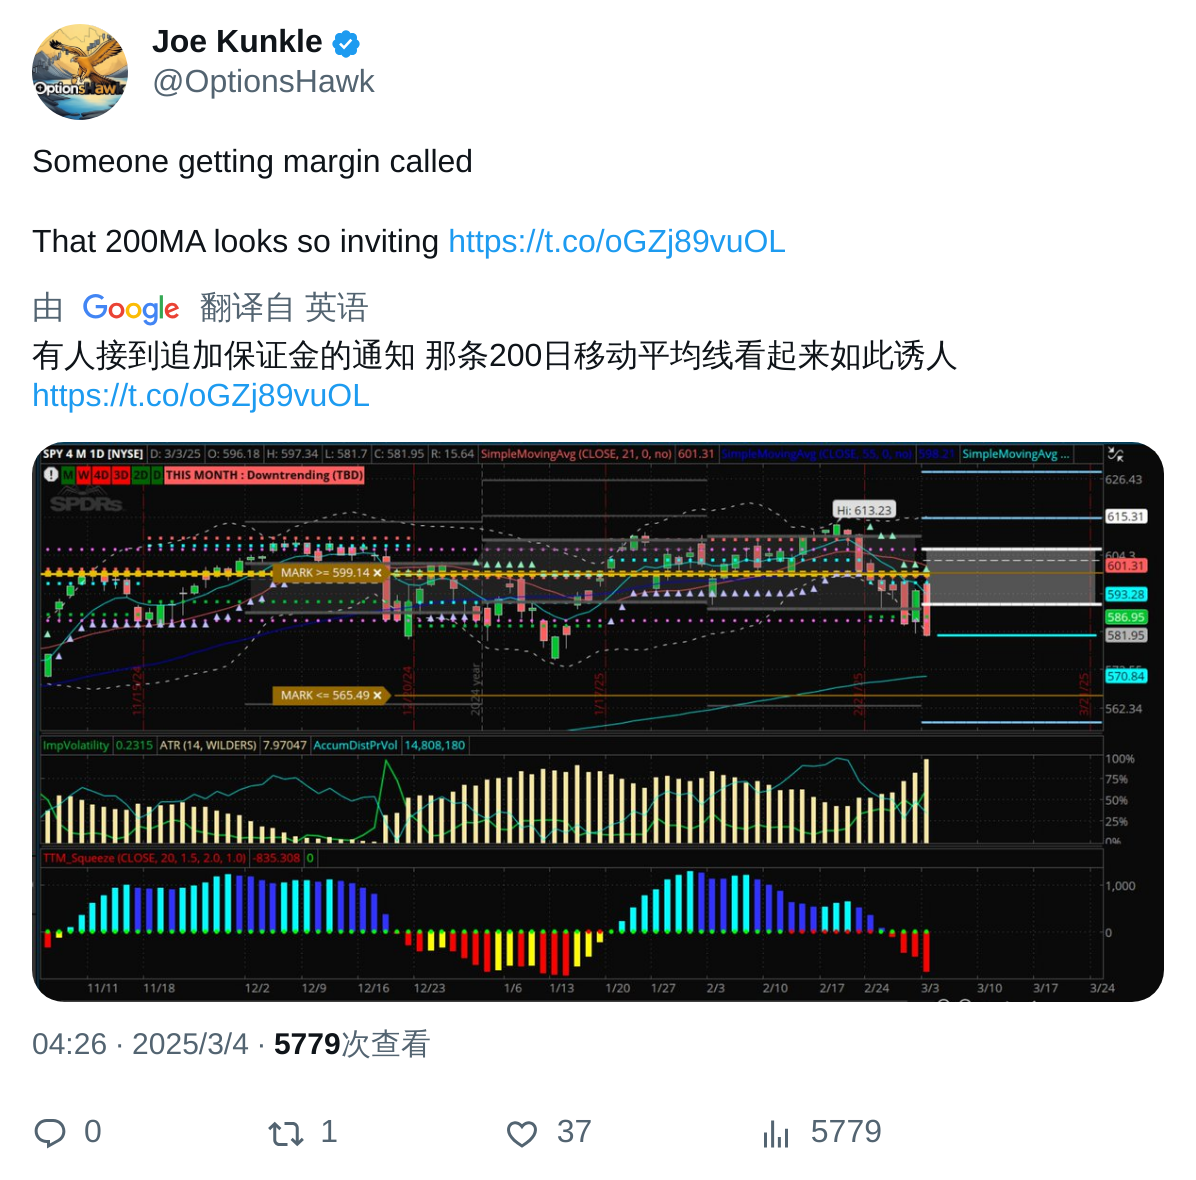 Joe Kunkle
@OptionsHawk
Someone getting margin called
That 200MA looks so inviting https://t.co/oGZj89vuOL
由 Google 翻译自 英语
有人接到追加保证金的通知 那条200日移动平均线看起来如此诱人
https://t.co/oGZj89vuOL
SPY 4 M 1D [NYSE] D: 3/3/25 O: 596.18 H: 597.34 L: 581.7 C: 581.95 R: 15.64 SimpleMovingAvg (CLOSE, 21, 0, no) 601.31 SimpleMovingAvg (CLOSE, 55, 0, no) 598.21 SimpleMovingAvg ...
M W 4D 3D 2D D THIS MONTH : Downtrending (TBD)
SPDRs
626.43
Hi: 613.23
615.31
604.3
601.31
MARK >= 599.14 ×
593.28
586.95
581.95
570.84
MARK <= 565.49 ×
562.34
11/15/24
12/20/24
2024 year
1/17/25
2/21/25
3/21/25
ImpVolatility 0.2315 ATR (14, WILDERS) 7.97047 AccumDistPrVol 14,808,180
100%
75%
50%
25%
0%
TTM_Squeeze (CLOSE, 20, 1.5, 2.0, 1.0) -835.308 0
1,000
0
11/11 11/18 12/2 12/9 12/16 12/23 1/6 1/13 1/20 1/27 2/3 2/10 2/17 2/24 3/3 3/10 3/17 3/24
04:26 · 2025/3/4 · 5779次查看
0 1 37 5779